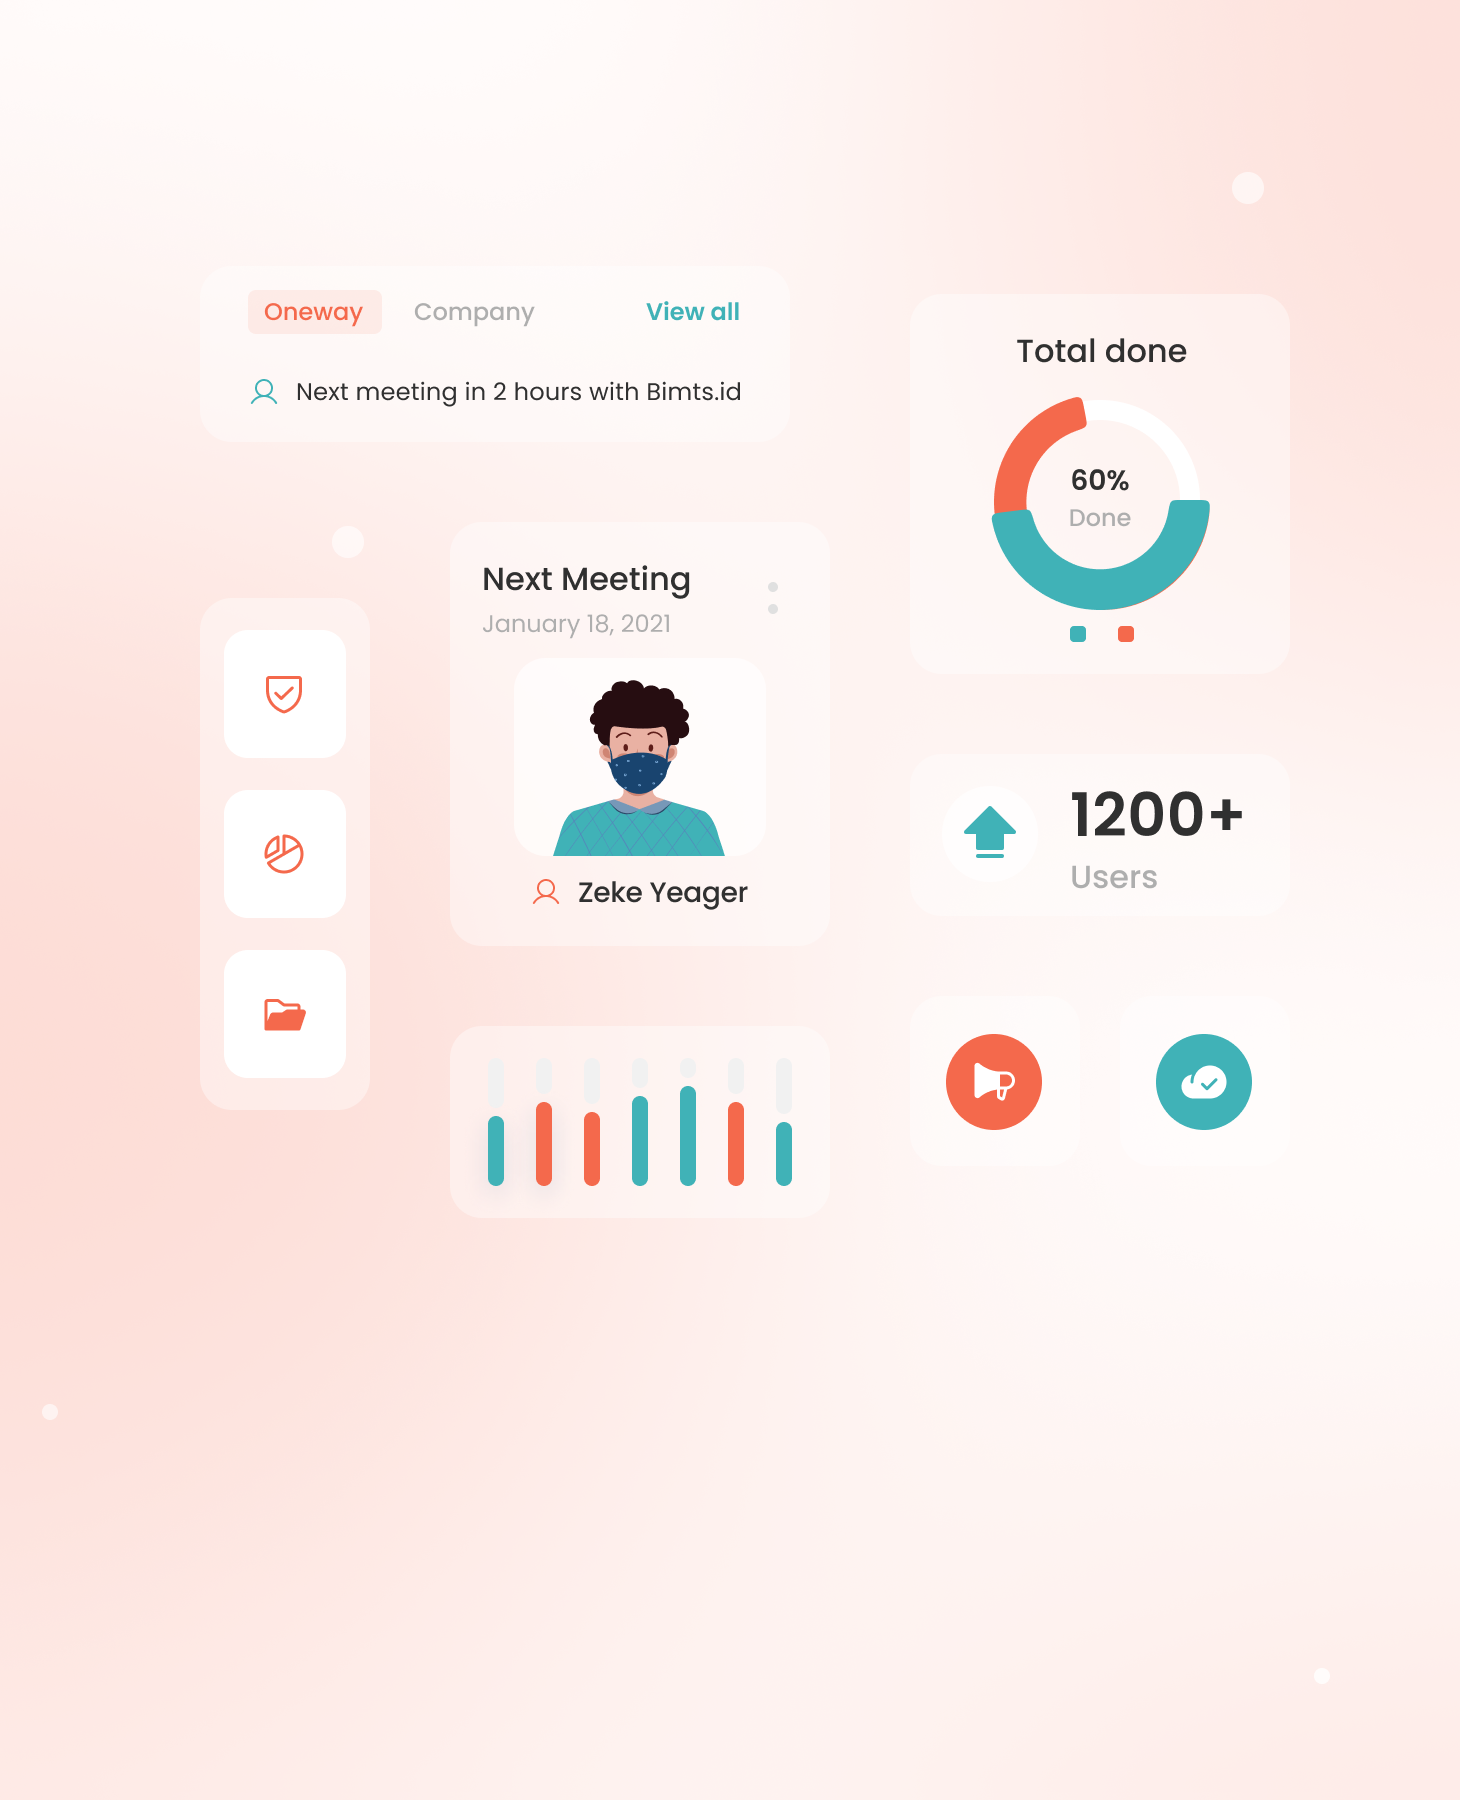 Oneway
Company
View all
Next meeting in 2 hours with Bimts.id
Total done
60%
Done
Next Meeting
January 18, 2021
Zeke Yeager
1200+
Users